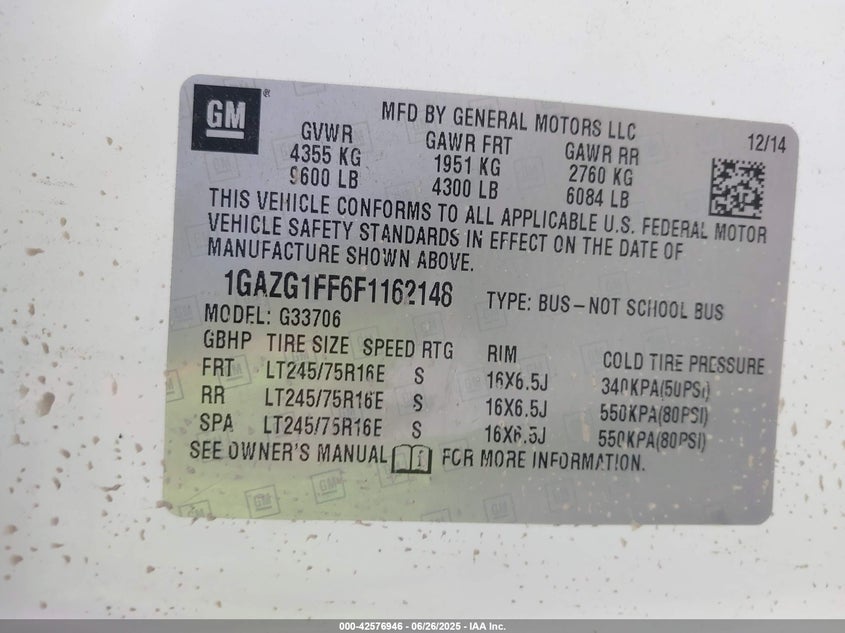 GM ®
MFD BY GENERAL MOTORS LLC
12/14
GVWR GAWR FRT GAWR RR
4355 KG 1951 KG 2760 KG
9600 LB 4300 LB 6084 LB
THIS VEHICLE CONFORMS TO ALL APPLICABLE U.S. FEDERAL MOTOR
VEHICLE SAFETY STANDARDS IN EFFECT ON THE DATE OF
MANUFACTURE SHOWN ABOVE.
1GAZG1FF6F1162148 TYPE: BUS-NOT SCHOOL BUS
MODEL: G33706
GBHP TIRE SIZE SPEED RTG RIM COLD TIRE PRESSURE
FRT LT245/75R16E S 16X6.5J 340KPA(50PSI)
RR LT245/75R16E S 16X6.5J 550KPA(80PSI)
SPA LT245/75R16E S 16X6.5J 550KPA(80PSI)
SEE OWNER'S MANUAL FOR MORE INFORMATION.
000-42576946 - 06/26/2025 - IAA Inc.